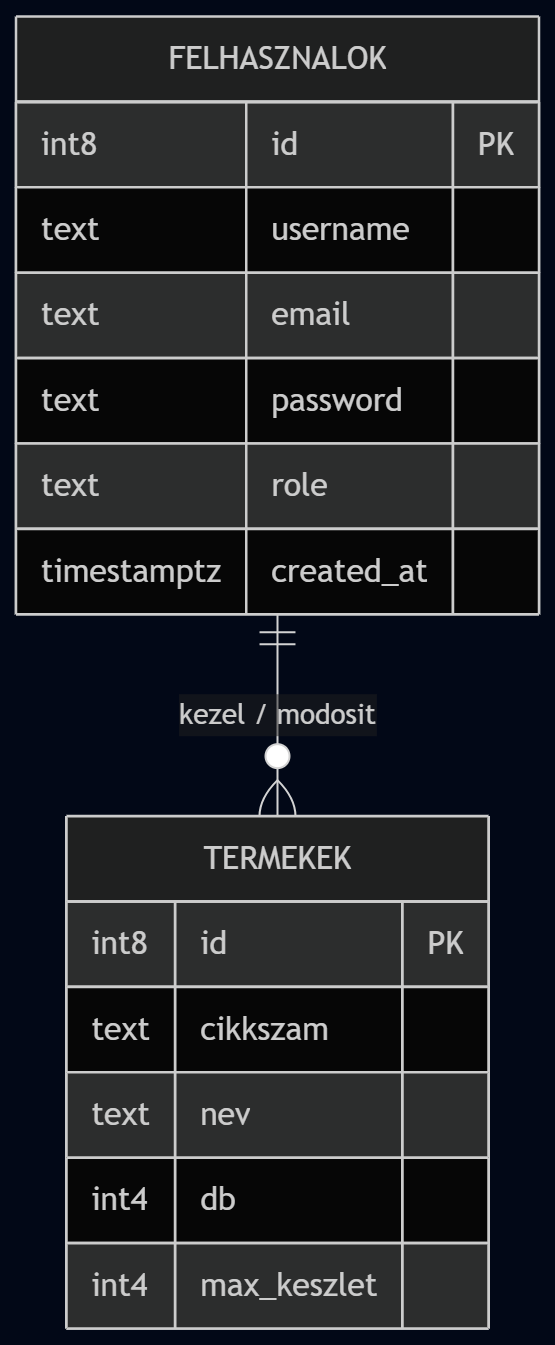 FELHASZNALOK
int8 id PK
text username
text email
text password
text role
timestamptz created_at
kezel / modosit
TERMEKEK
int8 id PK
text cikkszam
text nev
int4 db
int4 max_keszlet